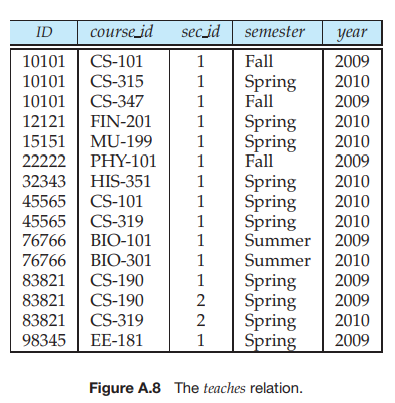 ID course_id sec_id semester year
10101 CS-101 1 Fall 2009
10101 CS-315 1 Spring 2010
10101 CS-347 1 Fall 2009
12121 FIN-201 1 Spring 2010
15151 MU-199 1 Spring 2010
22222 PHY-101 1 Fall 2009
32343 HIS-351 1 Spring 2010
45565 CS-101 1 Spring 2010
45565 CS-319 1 Spring 2010
76766 BIO-101 1 Summer 2009
76766 BIO-301 1 Summer 2010
83821 CS-190 1 Spring 2009
83821 CS-190 2 Spring 2009
83821 CS-319 2 Spring 2010
98345 EE-181 1 Spring 2009
Figure A.8 The teaches relation.